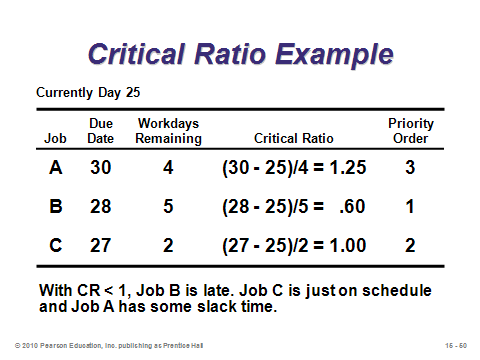 Critical Ratio Example
Currently Day 25
Job Due Date Workdays Remaining Critical Ratio Priority Order
A 30 4 (30 - 25)/4 = 1.25 3
B 28 5 (28 - 25)/5 = .60 1
C 27 2 (27 - 25)/2 = 1.00 2
With CR < 1, Job B is late. Job C is just on schedule
and Job A has some slack time.
© 2010 Pearson Education, Inc. publishing as Prentice Hall 15 - 50